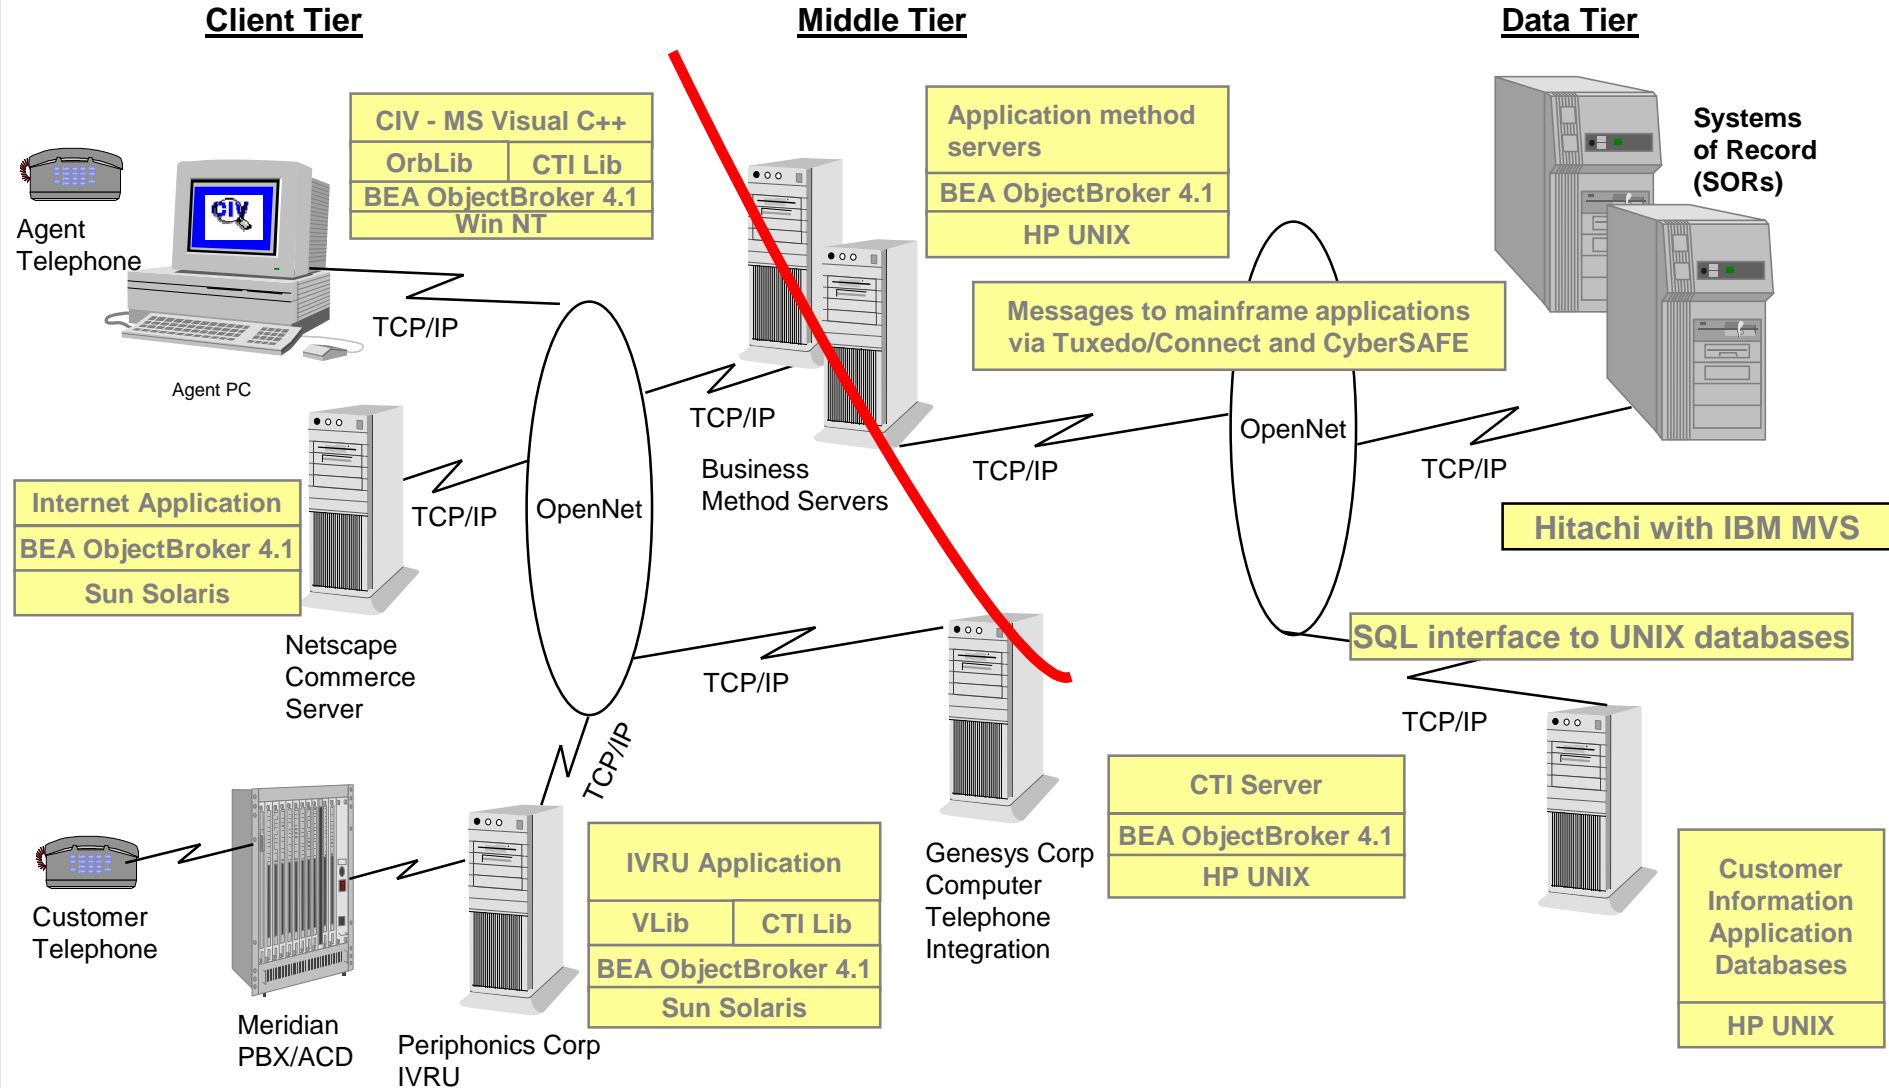 Client Tier
Middle Tier
Data Tier
CIV - MS Visual C++
OrbLib
CTI Lib
BEA ObjectBroker 4.1
Win NT
Agent
Telephone
CIV
TCP/IP
Agent PC
Application method
servers
BEA ObjectBroker 4.1
HP UNIX
Systems
of Record
(SORs)
Messages to mainframe applications
via Tuxedo/Connect and CyberSAFE
TCP/IP
Business
Method Servers
TCP/IP
OpenNet
TCP/IP
Hitachi with IBM MVS
Internet Application
BEA ObjectBroker 4.1
Sun Solaris
TCP/IP
OpenNet
Netscape
Commerce
Server
TCP/IP
SQL interface to UNIX databases
TCP/IP
TCP/IP
Customer
Telephone
Meridian
PBX/ACD
Periphonics Corp
IVRU
IVRU Application
VLib
CTI Lib
BEA ObjectBroker 4.1
Sun Solaris
Genesys Corp
Computer
Telephone
Integration
CTI Server
BEA ObjectBroker 4.1
HP UNIX
Customer
Information
Application
Databases
HP UNIX